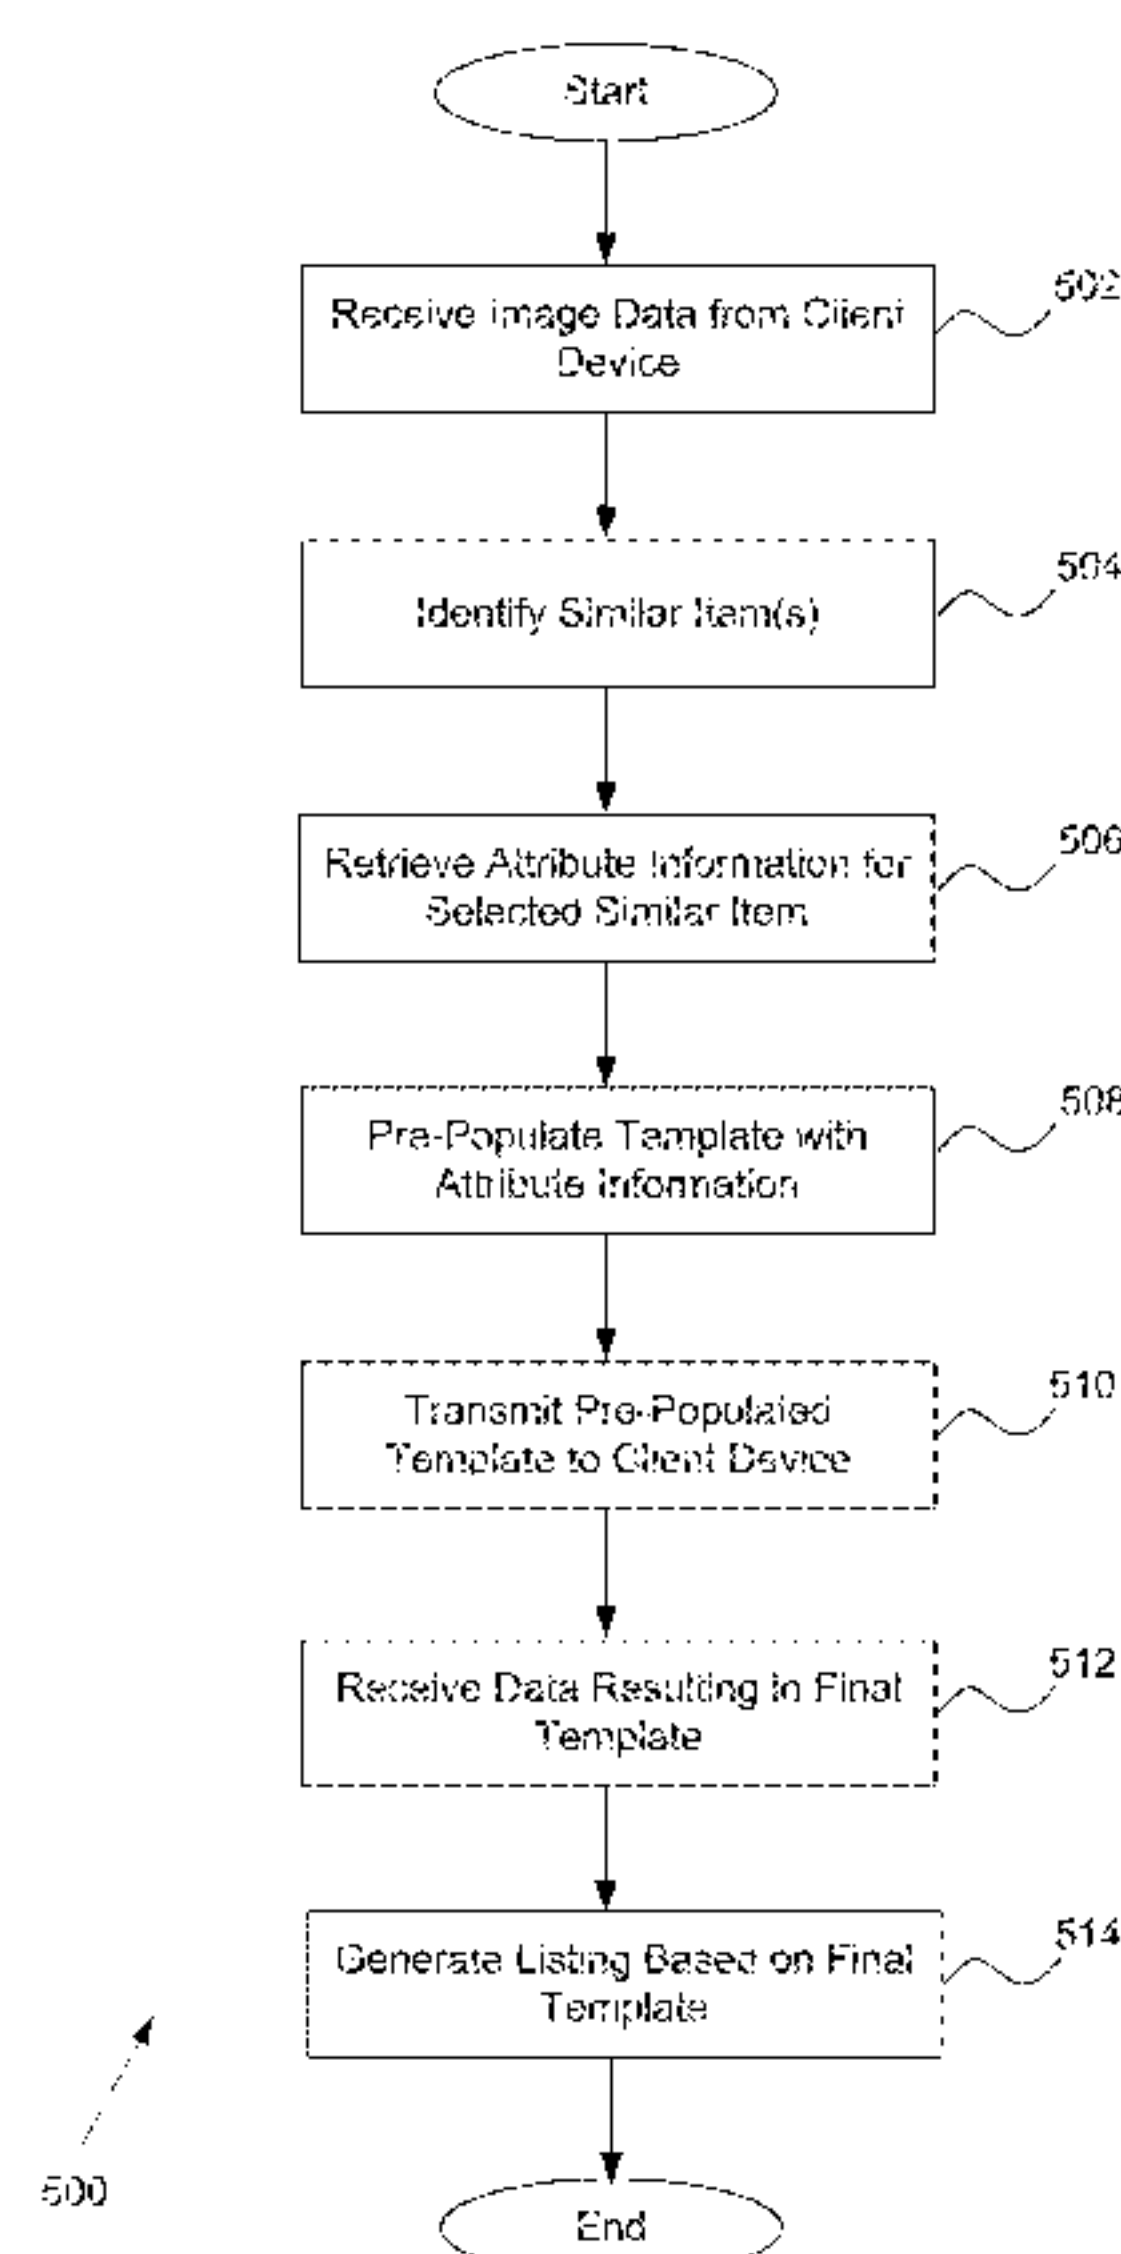 Start
Receive Image Data from Client
Device
502
Identify Similar Item(s)
504
Retrieve Attribute Information for
Selected Similar Item
506
Pre-Populate Template with
Attribute Information
508
Transmit Pre-Populated
Template to Client Device
510
Receive Data Resulting in Final
Template
512
Generate Listing Based on Final
Template
514
500
End